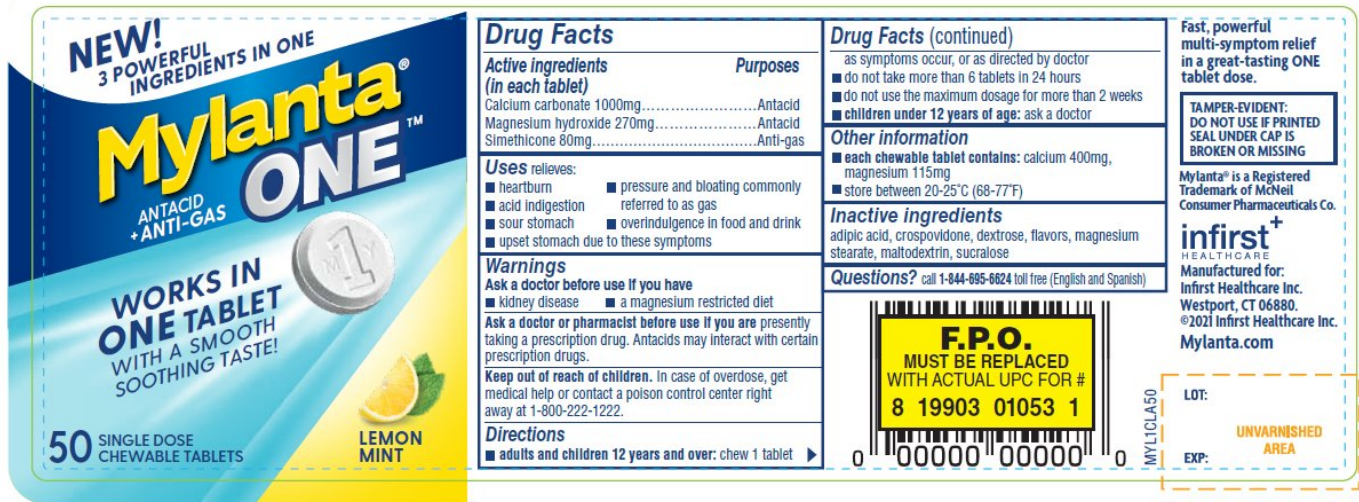 NEW!
3 POWERFUL
INGREDIENTS IN ONE
Mylanta®
ONE™
ANTACID
+ANTI-GAS
M 1 Y
WORKS IN
ONE TABLET
WITH A SMOOTH
SOOTHING TASTE!
50 SINGLE DOSE
CHEWABLE TABLETS
LEMON
MINT
Drug Facts
Active ingredients Purposes
(in each tablet)
Calcium carbonate 1000mg........................Antacid
Magnesium hydroxide 270mg......................Antacid
Simethicone 80mg...................................Anti-gas
Uses relieves:
■ heartburn
■ acid indigestion
■ sour stomach
■ upset stomach due to these symptoms
■ pressure and bloating commonly
referred to as gas
■ overindulgence in food and drink
Warnings
Ask a doctor before use if you have
■ kidney disease ■ a magnesium restricted diet
Ask a doctor or pharmacist before use if you are presently
taking a prescription drug. Antacids may interact with certain
prescription drugs.
Keep out of reach of children. In case of overdose, get
medical help or contact a poison control center right
away at 1-800-222-1222.
Directions
■ adults and children 12 years and over: chew 1 tablet
Drug Facts (continued)
as symptoms occur, or as directed by doctor
■ do not take more than 6 tablets in 24 hours
■ do not use the maximum dosage for more than 2 weeks
■ children under 12 years of age: ask a doctor
Other information
■ each chewable tablet contains: calcium 400mg,
magnesium 115mg
■ store between 20-25˚C (68-77˚F)
Inactive ingredients
adipic acid, crospovidone, dextrose, flavors, magnesium
stearate, maltodextrin, sucralose
Questions? call 1-844-695-6624 toll free (English and Spanish)
F.P.O.
MUST BE REPLACED
WITH ACTUAL UPC FOR #
8 19903 01053 1
0 00000 00000 0
MYL1CLA50
Fast, powerful
multi-symptom relief
in a great-tasting ONE
tablet dose.
TAMPER-EVIDENT:
DO NOT USE IF PRINTED
SEAL UNDER CAP IS
BROKEN OR MISSING
Mylanta® is a Registered
Trademark of McNeil
Consumer Pharmaceuticals Co.
infirst+
HEALTHCARE
Manufactured for:
Infirst Healthcare Inc.
Westport, CT 06880.
©2021 Infirst Healthcare Inc.
Mylanta.com
LOT:
UNVARNISHED
AREA
EXP: